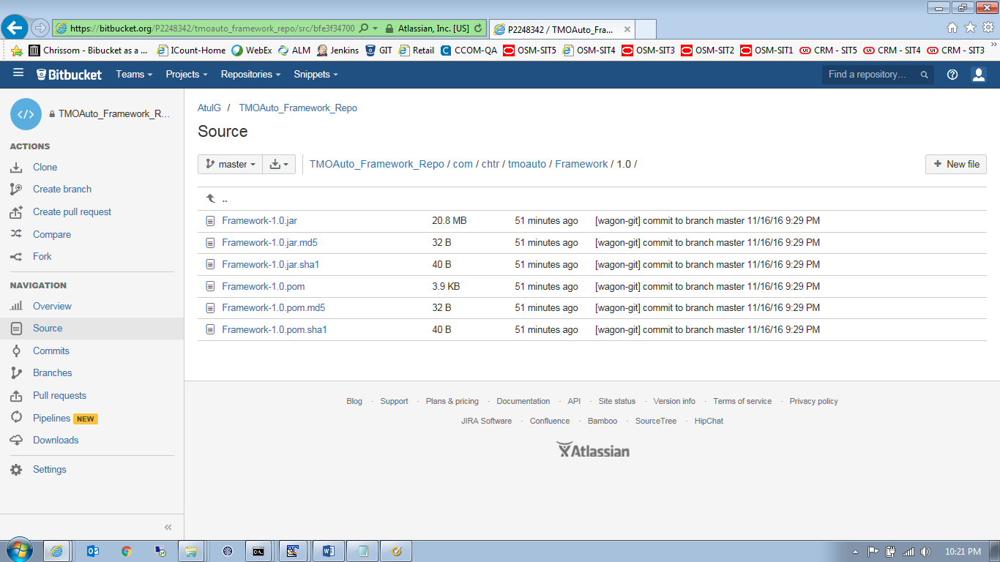 https://bitbucket.org/P2248342/tmoauto_framework_repo/src/bfe3f34700 Atlassian, Inc. [US] P2248342 / TMOAuto_Fra...
Chrissom - Bibucket as a ... ICount-Home WebEx ALM Jenkins GIT Retail CCOM-QA OSM-SIT5 OSM-SIT4 OSM-SIT3 OSM-SIT2 OSM-SIT1 CRM - SIT5 CRM - SIT4 CRM - SIT3
Bitbucket Teams Projects Repositories Snippets Find a repository...
TMOAuto_Framework_R...
ACTIONS
Clone
Create branch
Create pull request
Compare
Fork
NAVIGATION
Overview
Source
Commits
Branches
Pull requests
Pipelines NEW
Downloads
Settings
AtulG / TMOAuto_Framework_Repo
Source
master TMOAuto_Framework_Repo / com / chtr / tmoauto / Framework / 1.0 / + New file
..
Framework-1.0.jar 20.8 MB 51 minutes ago [wagon-git] commit to branch master 11/16/16 9:29 PM
Framework-1.0.jar.md5 32 B 51 minutes ago [wagon-git] commit to branch master 11/16/16 9:29 PM
Framework-1.0.jar.sha1 40 B 51 minutes ago [wagon-git] commit to branch master 11/16/16 9:29 PM
Framework-1.0.pom 3.9 KB 51 minutes ago [wagon-git] commit to branch master 11/16/16 9:29 PM
Framework-1.0.pom.md5 32 B 51 minutes ago [wagon-git] commit to branch master 11/16/16 9:29 PM
Framework-1.0.pom.sha1 40 B 51 minutes ago [wagon-git] commit to branch master 11/16/16 9:29 PM
Blog · Support · Plans & pricing · Documentation · API · Site status · Version info · Terms of service · Privacy policy
JIRA Software · Confluence · Bamboo · SourceTree · HipChat
Atlassian
10:21 PM